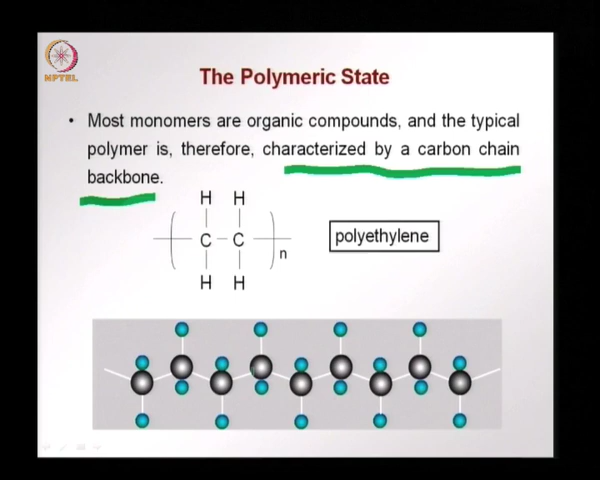 NPTEL
The Polymeric State
• Most monomers are organic compounds, and the typical
polymer is, therefore, characterized by a carbon chain
backbone.
H H
C – C
n
H H
polyethylene